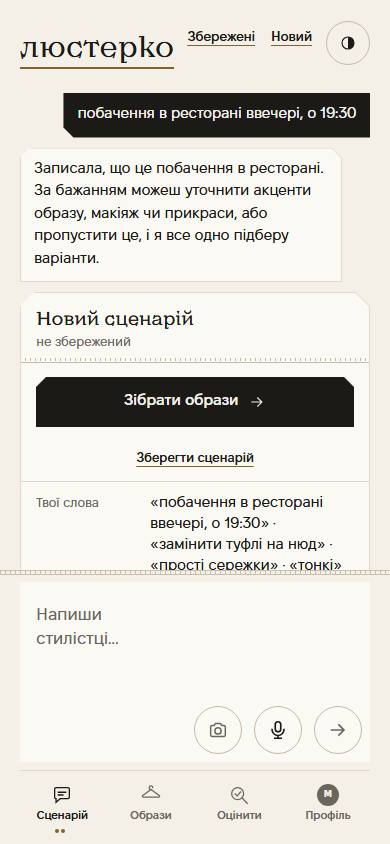 люстерко
Збережені
Новий
побачення в ресторані ввечері, о 19:30
Записала, що це побачення в ресторані.
За бажанням можеш уточнити акценти
образу, макіяж чи прикраси, або
пропустити це, і я все одно підберу
варіанти.
Новий сценарій
не збережений
Зібрати образи →
Зберегти сценарій
Твої слова
«побачення в ресторані
ввечері, о 19:30» ·
«замінити туфлі на нюд» ·
«прості сережки» · «тонкі»
Напиши
стилістці...
Сценарій
Образи
Оцінити
М
Профіль